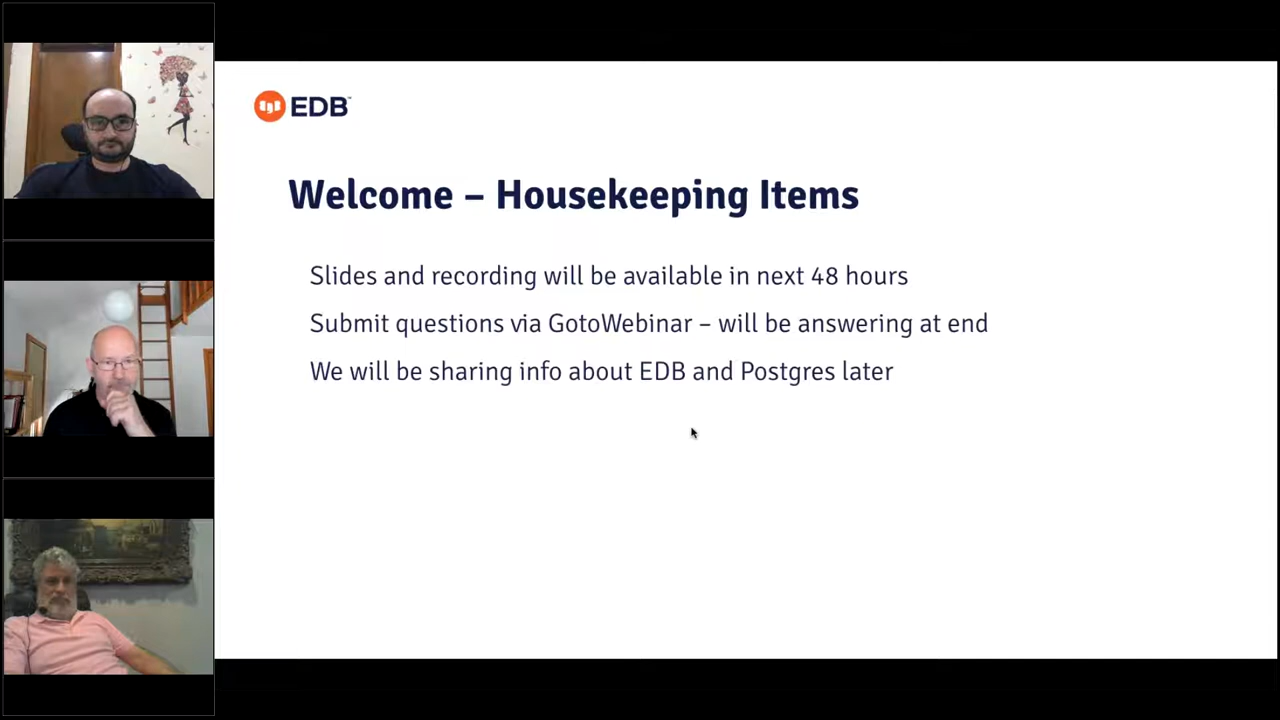 EDB™
Welcome – Housekeeping Items
Slides and recording will be available in next 48 hours
Submit questions via GotoWebinar – will be answering at end
We will be sharing info about EDB and Postgres later